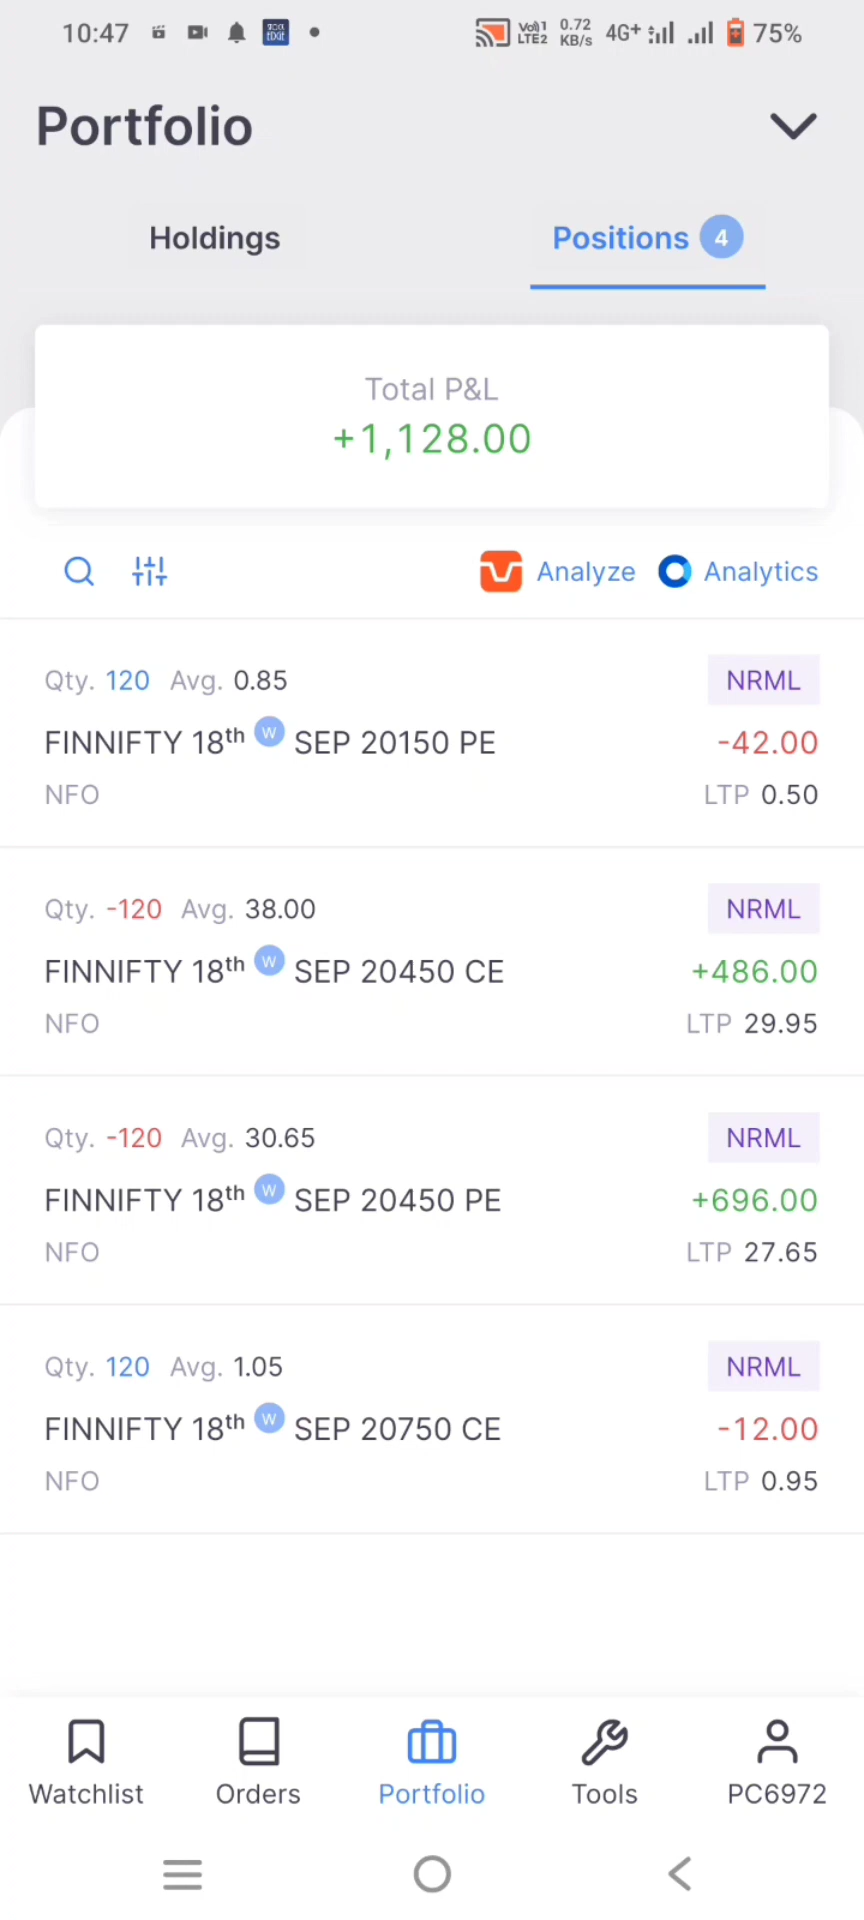 10:47 Vo)) 1 LTE2 0.72 KB/s 4G+ 75%
Portfolio
Holdings Positions 4
Total P&L
+1,128.00
Analyze Analytics
Qty. 120 Avg. 0.85 NRML
FINNIFTY 18th W SEP 20150 PE -42.00
NFO LTP 0.50
Qty. -120 Avg. 38.00 NRML
FINNIFTY 18th W SEP 20450 CE +486.00
NFO LTP 29.95
Qty. -120 Avg. 30.65 NRML
FINNIFTY 18th W SEP 20450 PE +696.00
NFO LTP 27.65
Qty. 120 Avg. 1.05 NRML
FINNIFTY 18th W SEP 20750 CE -12.00
NFO LTP 0.95
Watchlist Orders Portfolio Tools PC6972